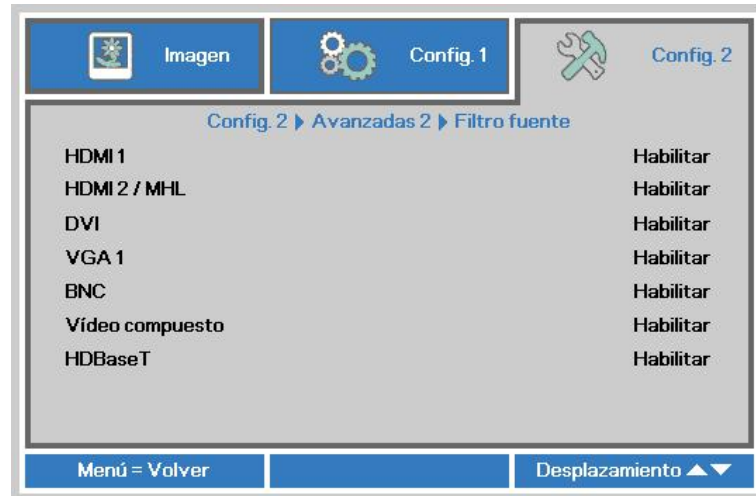 Imagen
Config. 1
Config. 2
Config. 2 ▶ Avanzadas 2 ▶ Filtro fuente
HDMI 1 Habilitar
HDMI 2 / MHL Habilitar
DVI Habilitar
VGA 1 Habilitar
BNC Habilitar
Vídeo compuesto Habilitar
HDBaseT Habilitar
Menú = Volver
Desplazamiento ▲▼